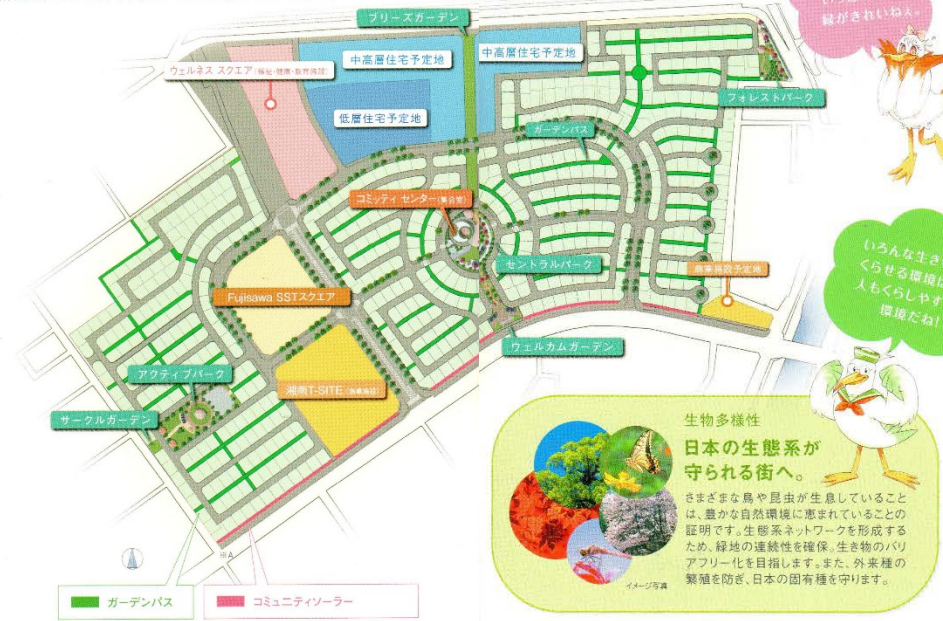 緑がきれいねぇ。
ブリーズガーデン
中高層住宅予定地
中高層住宅予定地
ウェルネス スクエア(福祉・健康・教育施設)
フォレストパーク
低層住宅予定地
ガーデンパス
コミッティ センター(集会室)
セントラルパーク
商業施設予定地
Fujisawa SSTスクエア
ウェルカムガーデン
アクティブパーク
湘南T-SITE
サークルガーデン
※A
ガーデンパス
コミュニティソーラー
いろんな生き
くらせる環境は
人もくらしやす
環境だね!
生物多様性
日本の生態系が
守られる街へ。
さまざまな鳥や昆虫が生息していること
は、豊かな自然環境に恵まれていることの
証明です。生態系ネットワークを形成する
ため、緑地の連続性を確保。生き物のバリ
アフリー化を目指します。また、外来種の
繁殖を防ぎ、日本の固有種を守ります。
イメージ写真